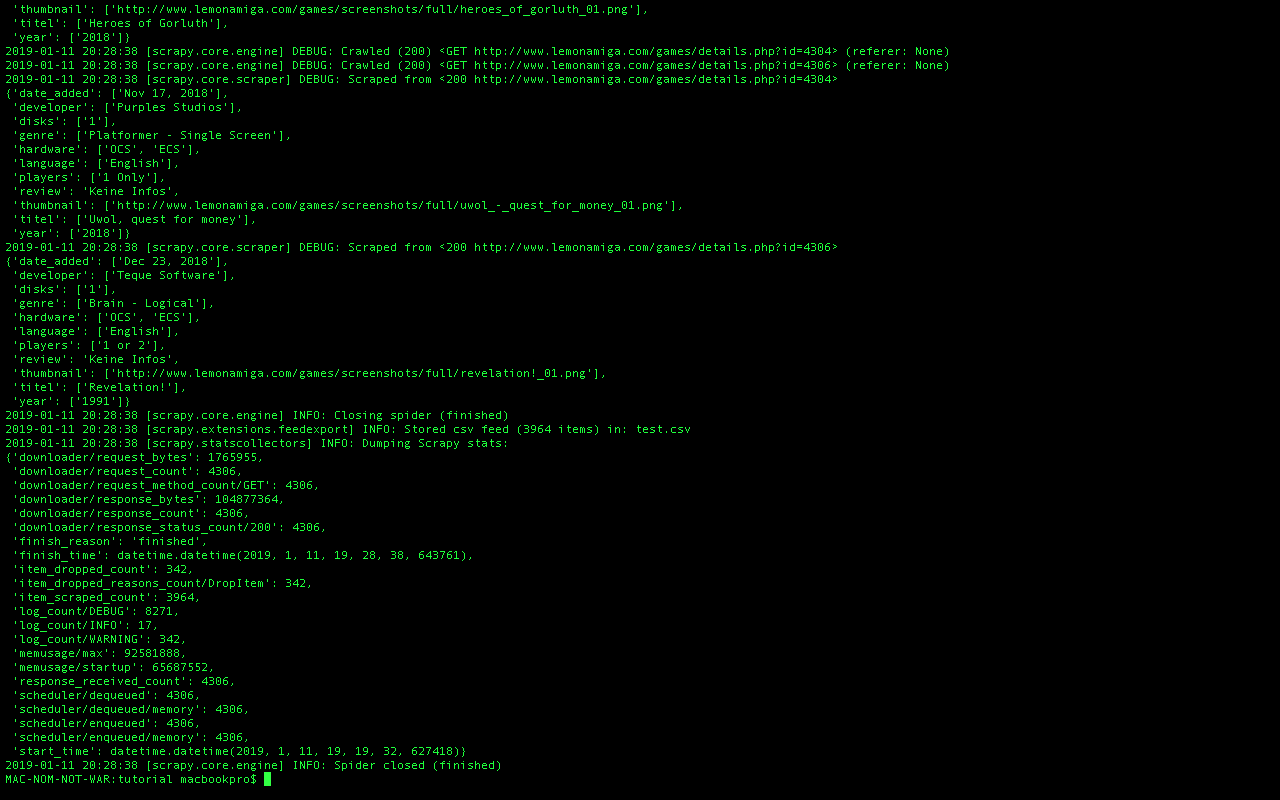 'thumbnail': ['http://www.lemonamiga.com/games/screenshots/full/heroes_of_gorluth_01.png'],
 'titel': ['Heroes of Gorluth'],
 'year': ['2018']}
2019-01-11 20:28:38 [scrapy.core.engine] DEBUG: Crawled (200) <GET http://www.lemonamiga.com/games/details.php?id=4304> (referer: None)
2019-01-11 20:28:38 [scrapy.core.engine] DEBUG: Crawled (200) <GET http://www.lemonamiga.com/games/details.php?id=4306> (referer: None)
2019-01-11 20:28:38 [scrapy.core.scraper] DEBUG: Scraped from <200 http://www.lemonamiga.com/games/details.php?id=4304>
{'date_added': ['Nov 17, 2018'],
 'developer': ['Purples Studios'],
 'disks': ['1'],
 'genre': ['Platformer - Single Screen'],
 'hardware': ['OCS', 'ECS'],
 'language': ['English'],
 'players': ['1 Only'],
 'review': 'Keine Infos',
 'thumbnail': ['http://www.lemonamiga.com/games/screenshots/full/uwol_-_quest_for_money_01.png'],
 'titel': ['Uwol, quest for money'],
 'year': ['2018']}
2019-01-11 20:28:38 [scrapy.core.scraper] DEBUG: Scraped from <200 http://www.lemonamiga.com/games/details.php?id=4306>
{'date_added': ['Dec 23, 2018'],
 'developer': ['Teque Software'],
 'disks': ['1'],
 'genre': ['Brain - Logical'],
 'hardware': ['OCS', 'ECS'],
 'language': ['English'],
 'players': ['1 or 2'],
 'review': 'Keine Infos',
 'thumbnail': ['http://www.lemonamiga.com/games/screenshots/full/revelation!_01.png'],
 'titel': ['Revelation!'],
 'year': ['1991']}
2019-01-11 20:28:38 [scrapy.core.engine] INFO: Closing spider (finished)
2019-01-11 20:28:38 [scrapy.extensions.feedexport] INFO: Stored csv feed (3964 items) in: test.csv
2019-01-11 20:28:38 [scrapy.statscollectors] INFO: Dumping Scrapy stats:
{'downloader/request_bytes': 1765955,
 'downloader/request_count': 4306,
 'downloader/request_method_count/GET': 4306,
 'downloader/response_bytes': 104877364,
 'downloader/response_count': 4306,
 'downloader/response_status_count/200': 4306,
 'finish_reason': 'finished',
 'finish_time': datetime.datetime(2019, 1, 11, 19, 28, 38, 643761),
 'item_dropped_count': 342,
 'item_dropped_reasons_count/DropItem': 342,
 'item_scraped_count': 3964,
 'log_count/DEBUG': 8271,
 'log_count/INFO': 17,
 'log_count/WARNING': 342,
 'memusage/max': 92581888,
 'memusage/startup': 65687552,
 'response_received_count': 4306,
 'scheduler/dequeued': 4306,
 'scheduler/dequeued/memory': 4306,
 'scheduler/enqueued': 4306,
 'scheduler/enqueued/memory': 4306,
 'start_time': datetime.datetime(2019, 1, 11, 19, 19, 32, 627418)}
2019-01-11 20:28:38 [scrapy.core.engine] INFO: Spider closed (finished)
MAC-NOM-NOT-WAR:tutorial macbookpro$